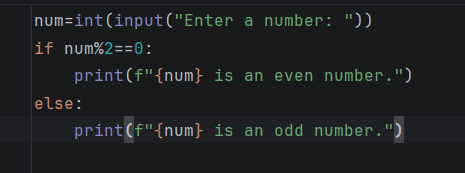 num=int(input("Enter a number: "))
if num%2==0:
    print(f"{num} is an even number.")
else:
    print(f"{num} is an odd number.")